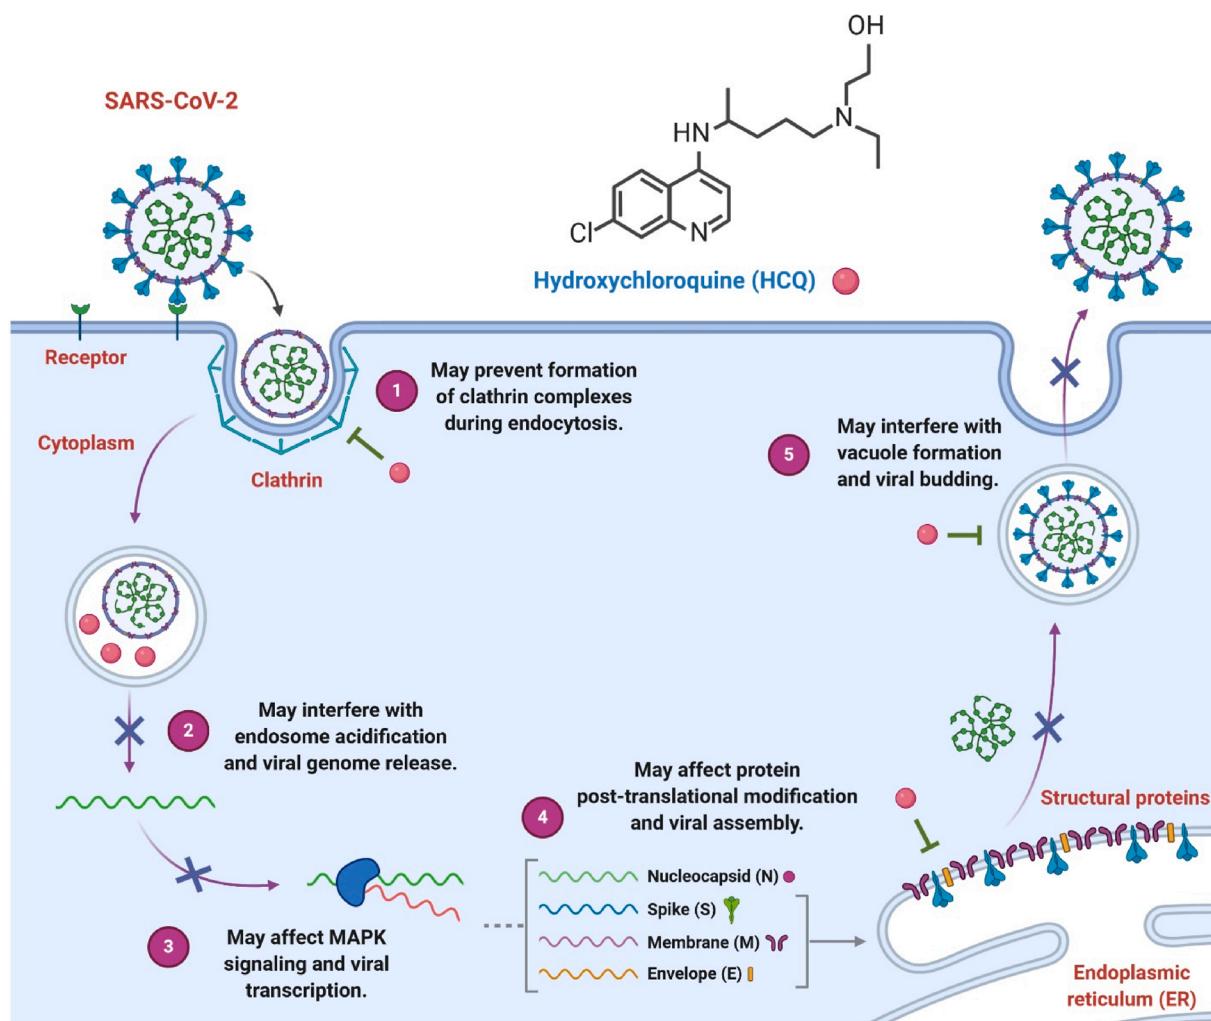 SARS-CoV-2
OH
HN
N
Cl
N
Hydroxychloroquine (HCQ)
Receptor
Cytoplasm
Clathrin
1
May prevent formation
of clathrin complexes
during endocytosis.
5
May interfere with
vacuole formation
and viral budding.
2
May interfere with
endosome acidification
and viral genome release.
3
May affect MAPK
signaling and viral
transcription.
4
May affect protein
post-translational modification
and viral assembly.
Nucleocapsid (N)
Spike (S)
Membrane (M)
Envelope (E)
Structural proteins
Endoplasmic
reticulum (ER)